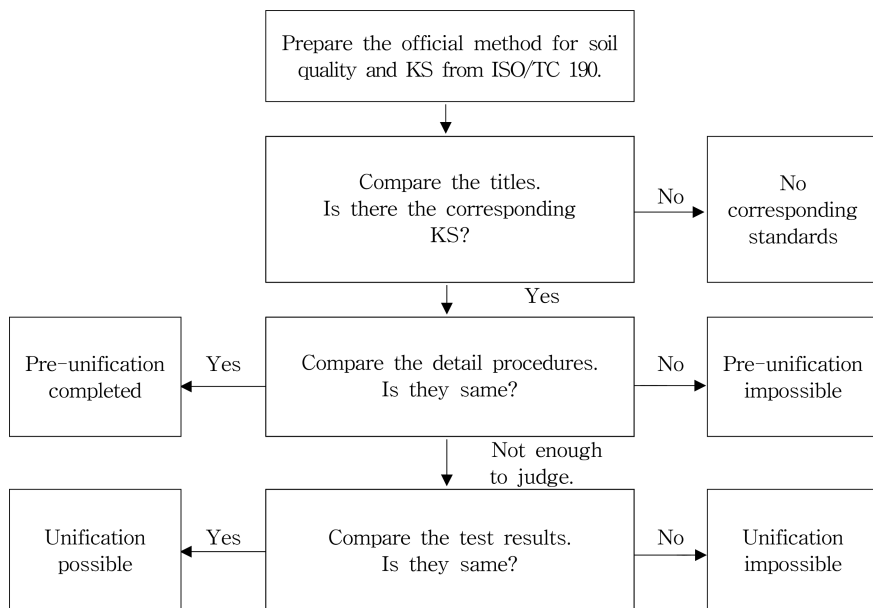 Prepare the official method for soil
quality and KS from ISO/TC 190.
Compare the titles.
Is there the corresponding
KS?
No
No
corresponding
standards
Yes
Pre-unification
completed
Yes
Compare the detail procedures.
Is they same?
No
Pre-unification
impossible
Not enough
to judge.
Unification
possible
Yes
Compare the test results.
Is they same?
No
Unification
impossible